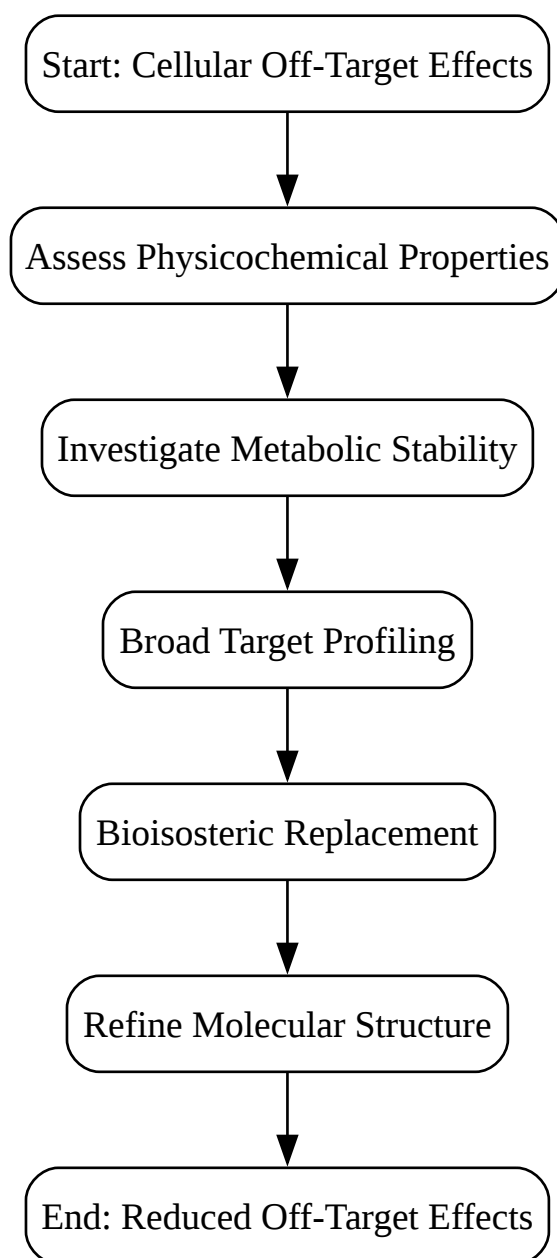 Start: Cellular Off-Target Effects
Assess Physicochemical Properties
Investigate Metabolic Stability
Broad Target Profiling
Bioisosteric Replacement
Refine Molecular Structure
End: Reduced Off-Target Effects